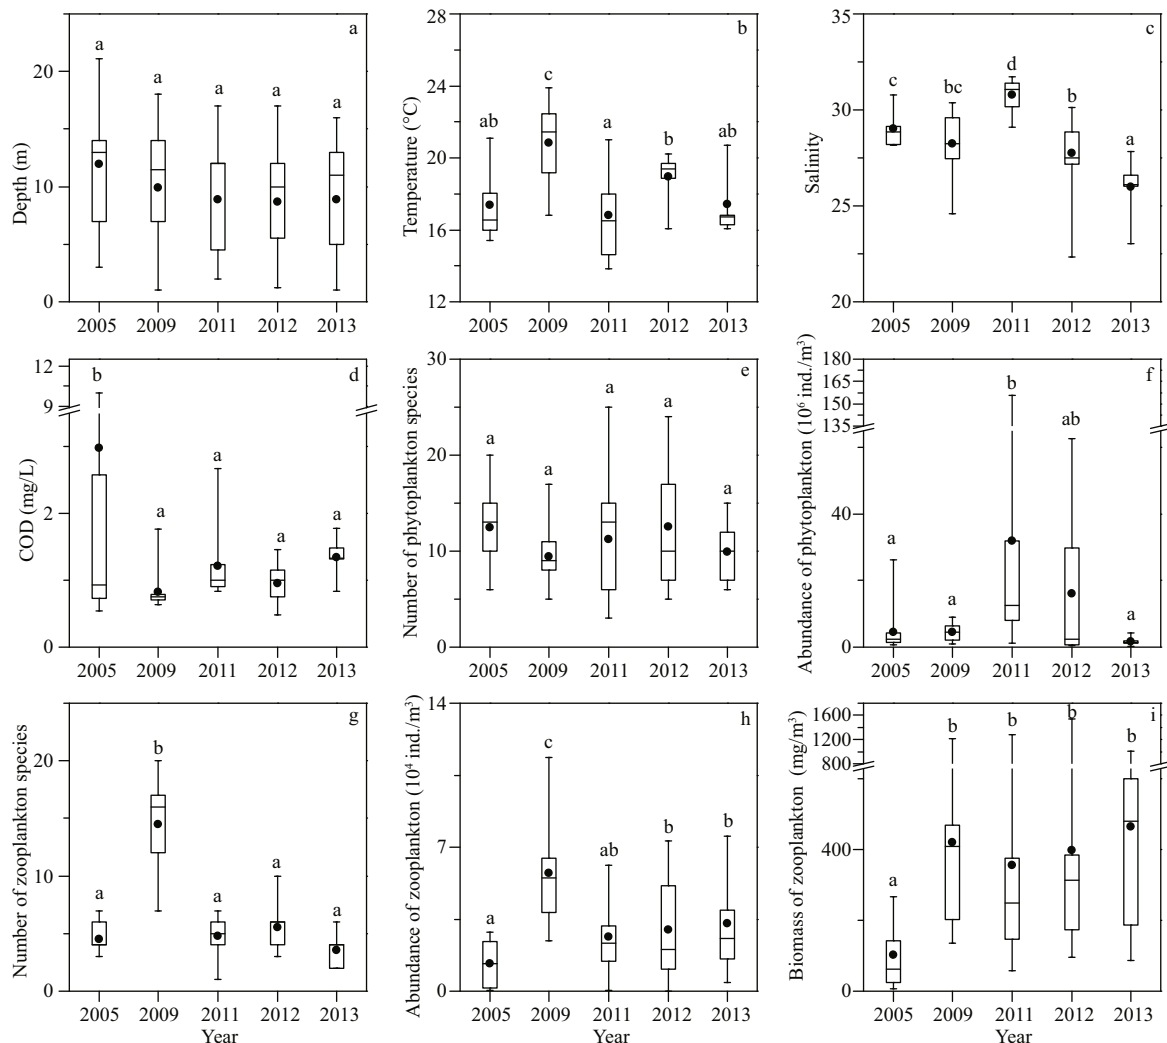 a
Depth (m)
20
10
0
a
a
a
a
a
2005
2009
2011
2012
2013
b
Temperature (°C)
28
24
20
16
12
ab
c
a
b
ab
2005
2009
2011
2012
2013
c
Salinity
35
30
25
20
c
bc
d
b
a
2005
2009
2011
2012
2013
d
COD (mg/L)
12
9
2
0
b
a
a
a
a
2005
2009
2011
2012
2013
e
Number of phytoplankton species
30
20
10
0
a
a
a
a
a
2005
2009
2011
2012
2013
f
Abundance of phytoplankton (10⁶ ind./m³)
180
165
150
135
40
0
a
a
b
ab
a
2005
2009
2011
2012
2013
g
Number of zooplankton species
20
10
0
a
b
a
a
a
2005
2009
2011
2012
2013
Year
h
Abundance of zooplankton (10⁴ ind./m³)
14
7
0
a
c
ab
b
b
2005
2009
2011
2012
2013
Year
i
Biomass of zooplankton (mg/m³)
1600
1200
800
400
0
a
b
b
b
b
2005
2009
2011
2012
2013
Year